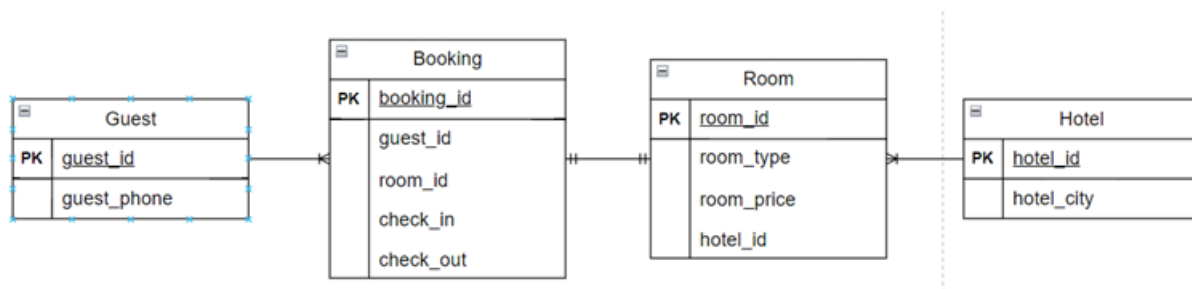 Guest
PK guest_id
guest_phone
Booking
PK booking_id
guest_id
room_id
check_in
check_out
Room
PK room_id
room_type
room_price
hotel_id
Hotel
PK hotel_id
hotel_city